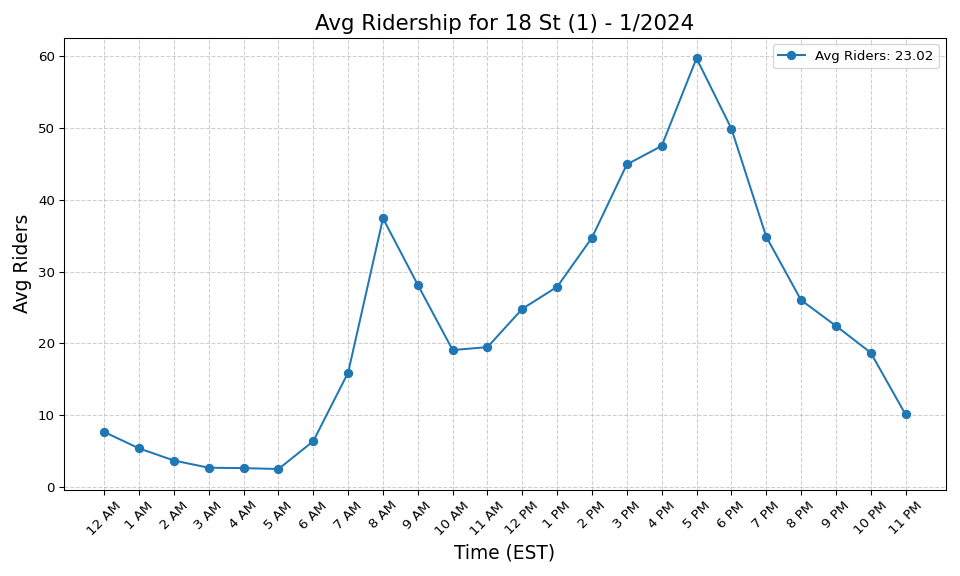 Avg Ridership for 18 St (1) - 1/2024
Avg Riders: 23.02
Avg Riders
60
50
40
30
20
10
0
12 AM
1 AM
2 AM
3 AM
4 AM
5 AM
6 AM
7 AM
8 AM
9 AM
10 AM
11 AM
12 PM
1 PM
2 PM
3 PM
4 PM
5 PM
6 PM
7 PM
8 PM
9 PM
10 PM
11 PM
Time (EST)